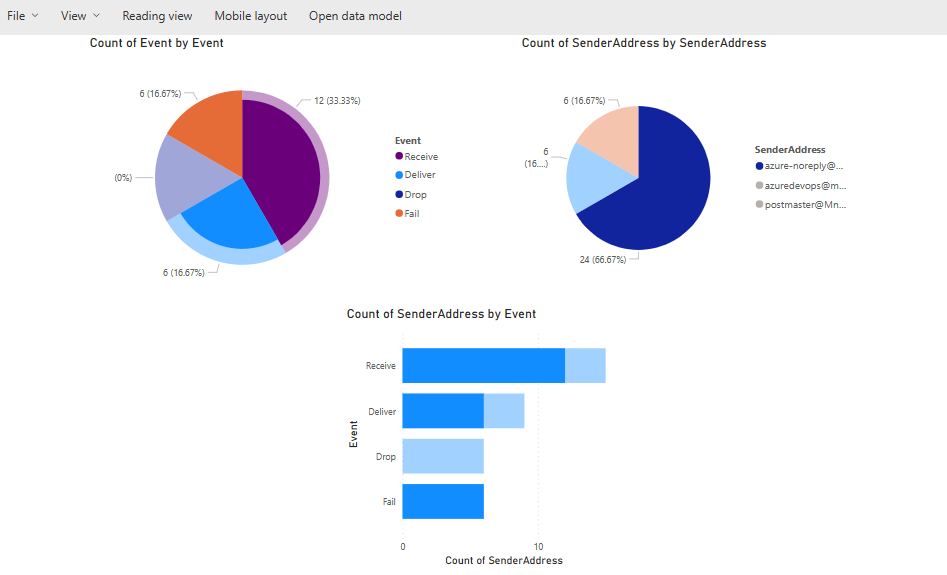 File View Reading view Mobile layout Open data model
Count of Event by Event
6 (16.67%)
12 (33.33%)
(0%)
6 (16.67%)
Event
Receive
Deliver
Drop
Fail
Count of SenderAddress by SenderAddress
6 (16.67%)
6
(16....)
24 (66.67%)
SenderAddress
azure-noreply@...
azuredevops@m...
postmaster@Mn...
Count of SenderAddress by Event
Event
Receive
Deliver
Drop
Fail
0 10
Count of SenderAddress